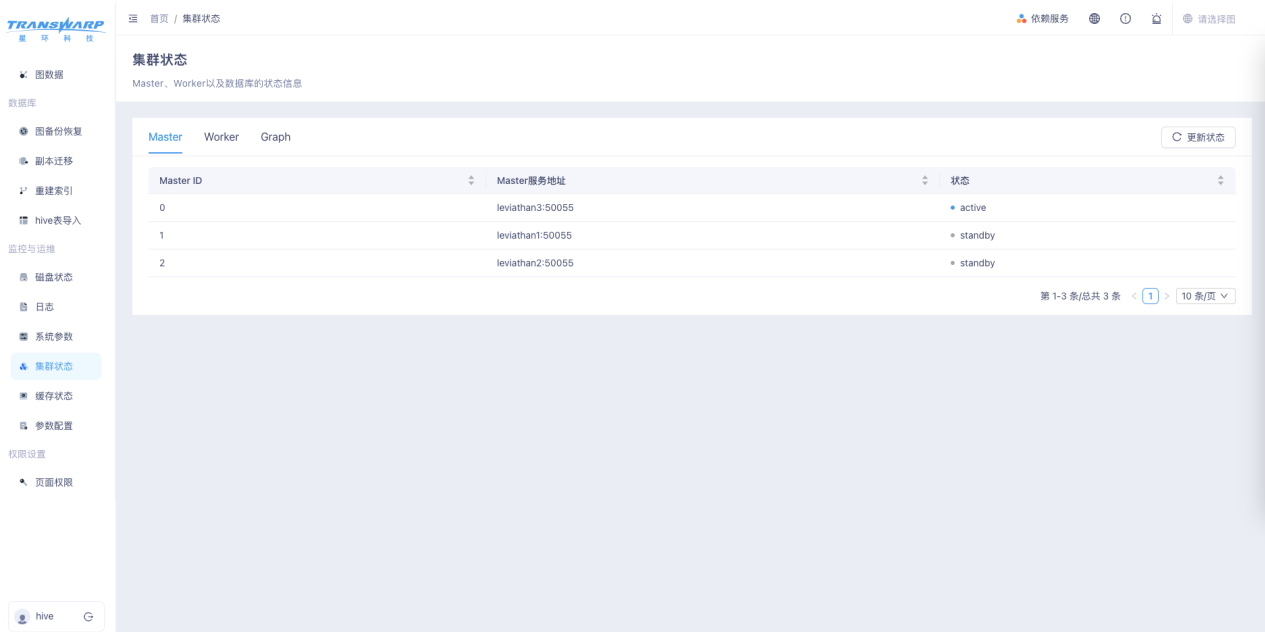 TRANSWARP
星 环 科 技
图数据
数据库
图备份恢复
副本迁移
重建索引
hive表导入
监控与运维
磁盘状态
日志
系统参数
集群状态
缓存状态
参数配置
权限设置
页面权限
hive
首页 / 集群状态
依赖服务
请选择图
集群状态
Master、Worker以及数据库的状态信息
Master Worker Graph
更新状态
Master ID Master服务地址 状态
0 leviathan3:50055 active
1 leviathan1:50055 standby
2 leviathan2:50055 standby
第 1-3 条/总共 3 条 < 1 > 10 条/页